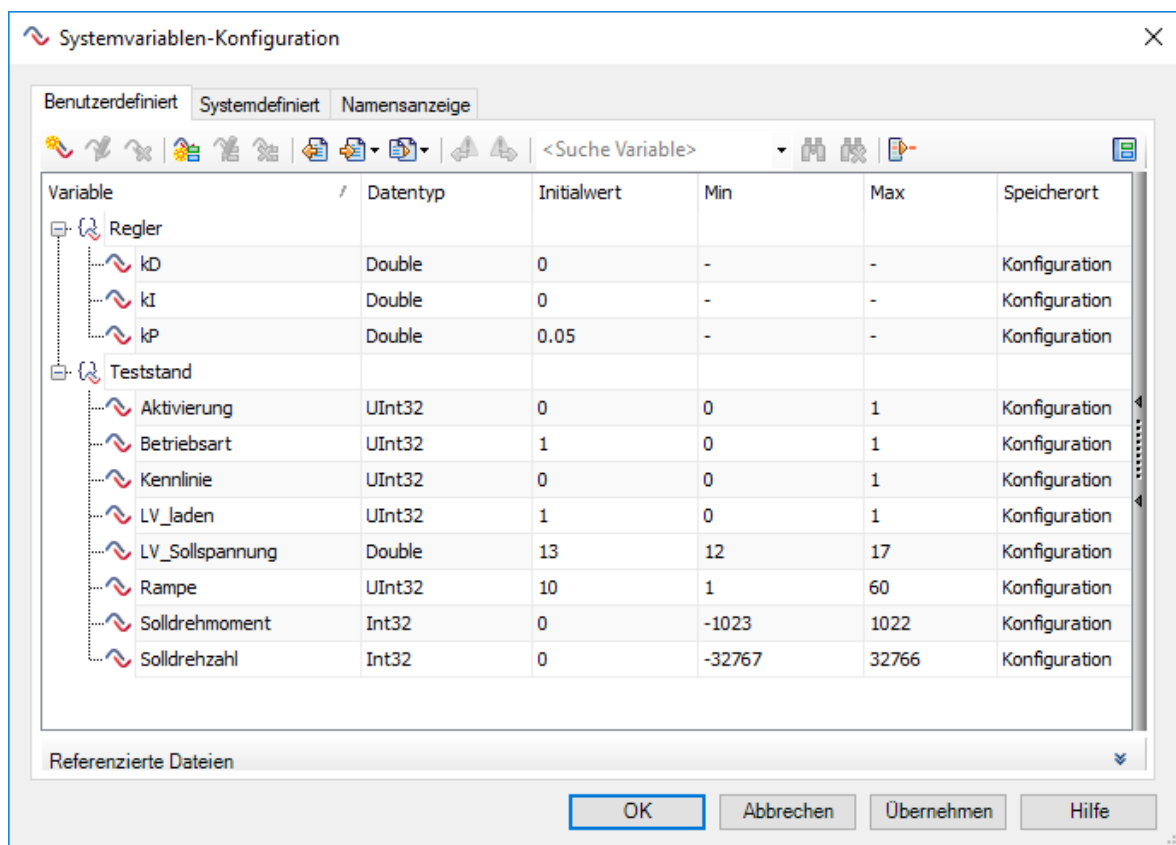 Systemvariablen-Konfiguration
Benutzerdefiniert Systemdefiniert Namensanzeige
<Suche Variable>
Variable / Datentyp Initialwert Min Max Speicherort
Regler
kD Double 0 - - Konfiguration
kI Double 0 - - Konfiguration
kP Double 0.05 - - Konfiguration
Teststand
Aktivierung UInt32 0 0 1 Konfiguration
Betriebsart UInt32 1 0 1 Konfiguration
Kennlinie UInt32 0 0 1 Konfiguration
LV_laden UInt32 1 0 1 Konfiguration
LV_Sollspannung Double 13 12 17 Konfiguration
Rampe UInt32 10 1 60 Konfiguration
Solldrehmoment Int32 0 -1023 1022 Konfiguration
Solldrehzahl Int32 0 -32767 32766 Konfiguration
Referenzierte Dateien
OK Abbrechen Übernehmen Hilfe